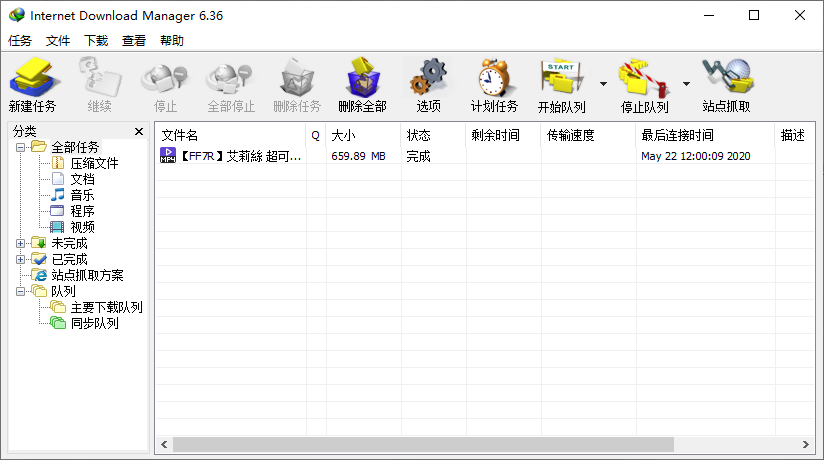 Internet Download Manager 6.36
任务 文件 下载 查看 帮助
START
新建任务 继续 停止 全部停止 删除任务 删除全部 选项 计划任务 开始队列 停止队列 站点抓取
分类
全部任务
压缩文件
文档
音乐
程序
视频
未完成
已完成
站点抓取方案
队列
主要下载队列
同步队列
文件名 Q 大小 状态 剩余时间 传输速度 最后连接时间 描述
MP4 【FF7R】艾莉絲 超可... 659.89 MB 完成 May 22 12:00:09 2020